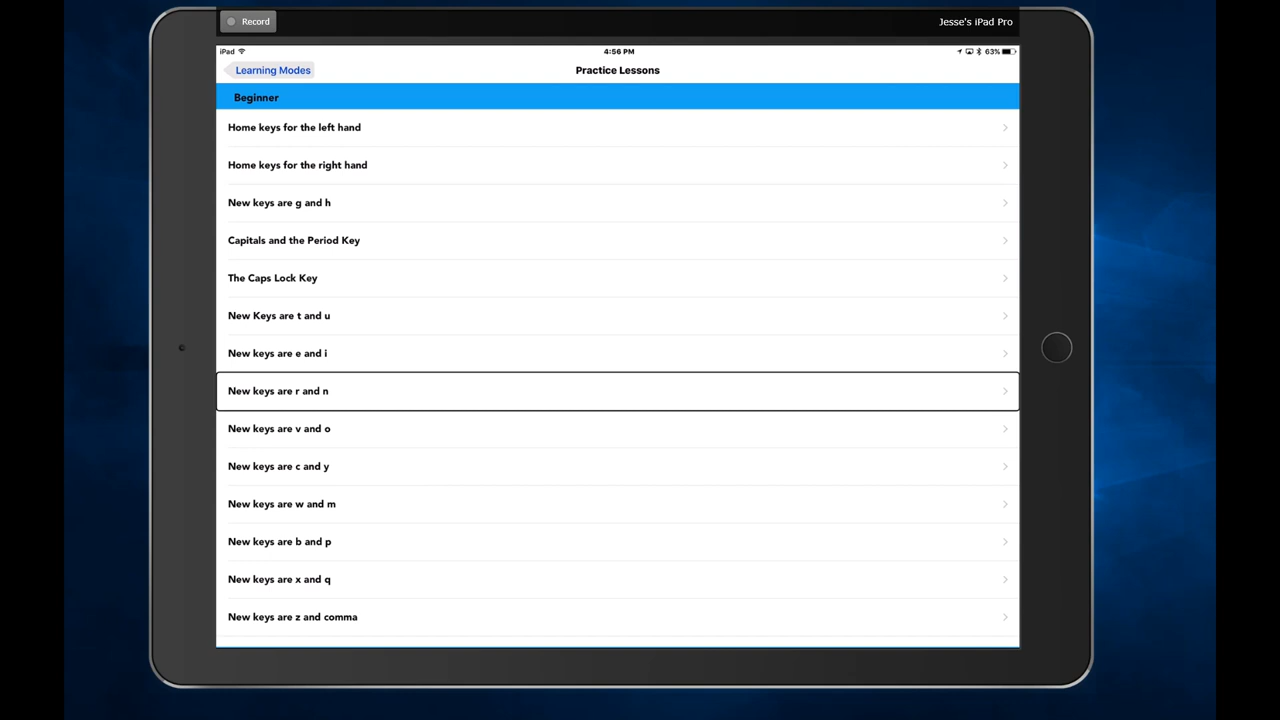 Record
Jesse's iPad Pro
iPad 4:56 PM 63%
Learning Modes Practice Lessons
Beginner
Home keys for the left hand
Home keys for the right hand
New keys are g and h
Capitals and the Period Key
The Caps Lock Key
New Keys are t and u
New keys are e and i
New keys are r and n
New keys are v and o
New keys are c and y
New keys are w and m
New keys are b and p
New keys are x and q
New keys are z and comma